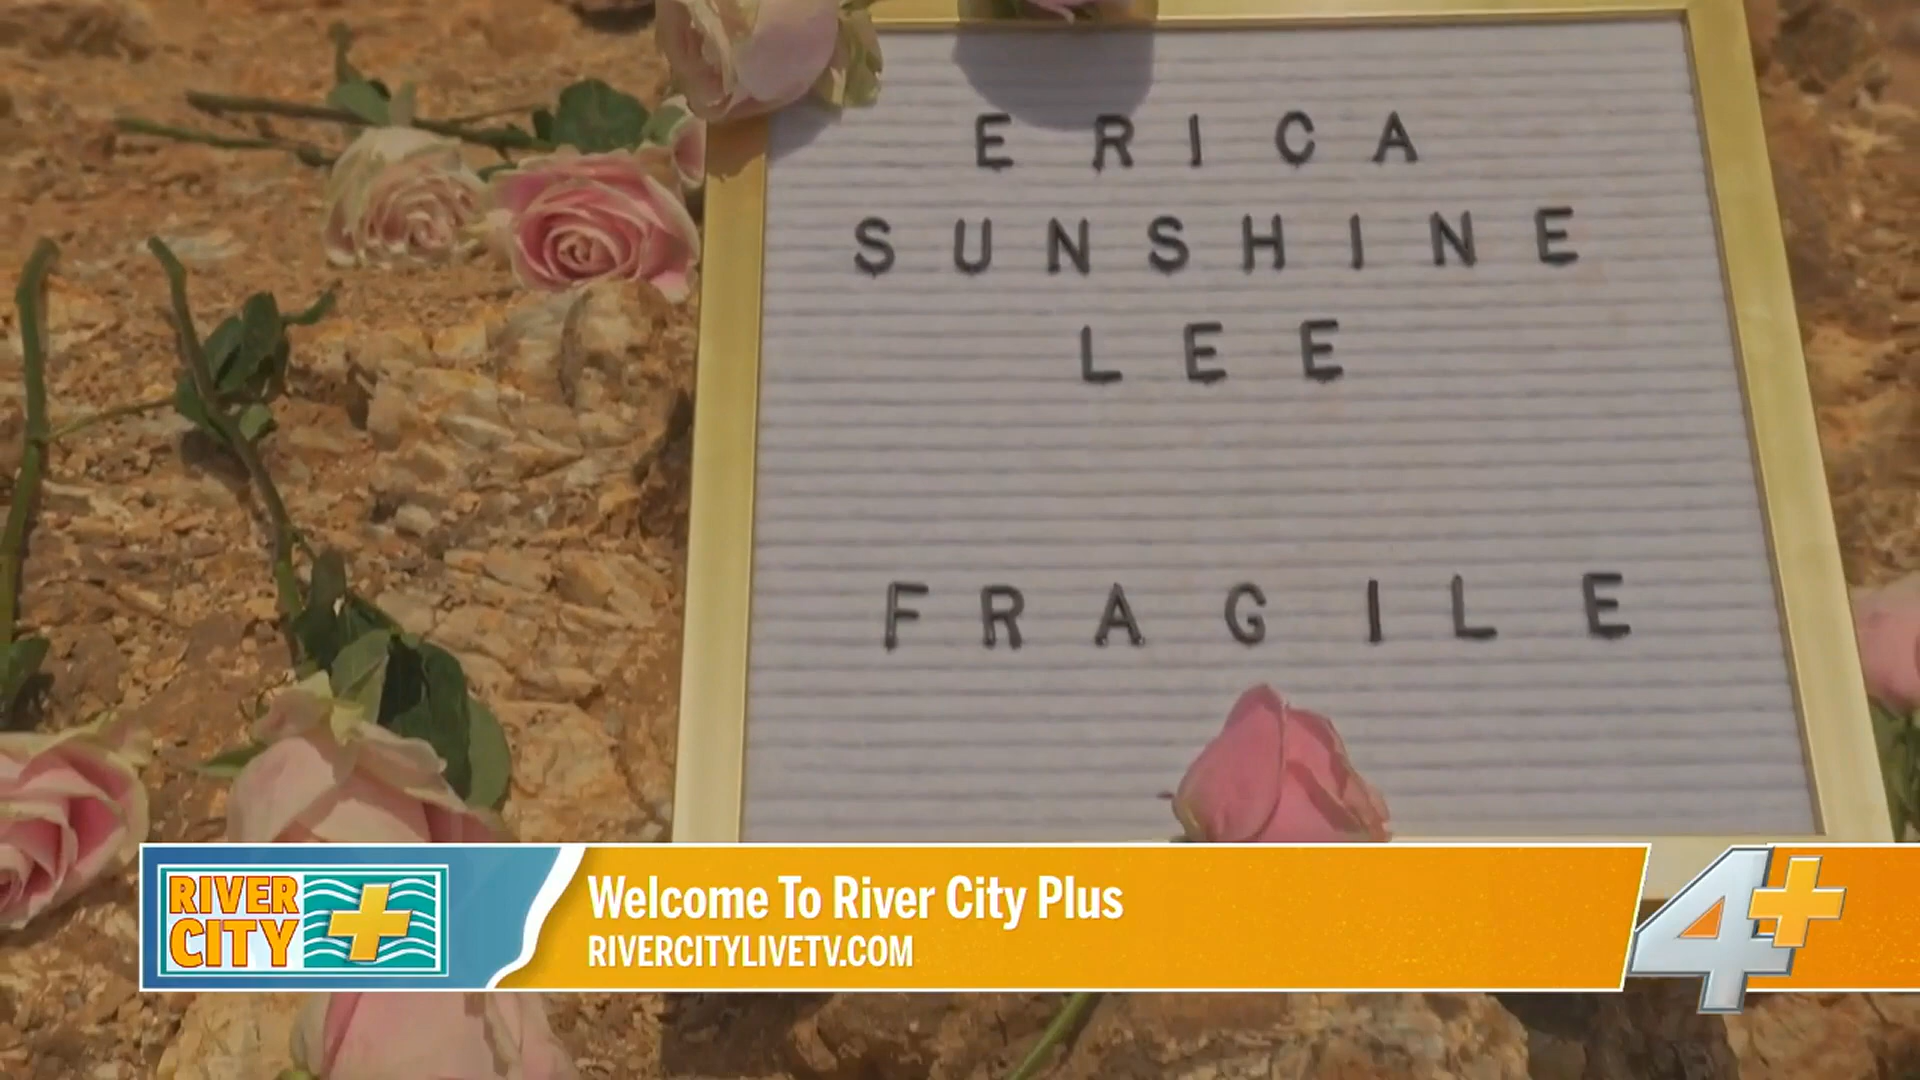 ERICA
SUNSHINE
LEE
FRAGILE
RIVER
CITY
Welcome To River City Plus
RIVERCITYLIVETV.COM
4+